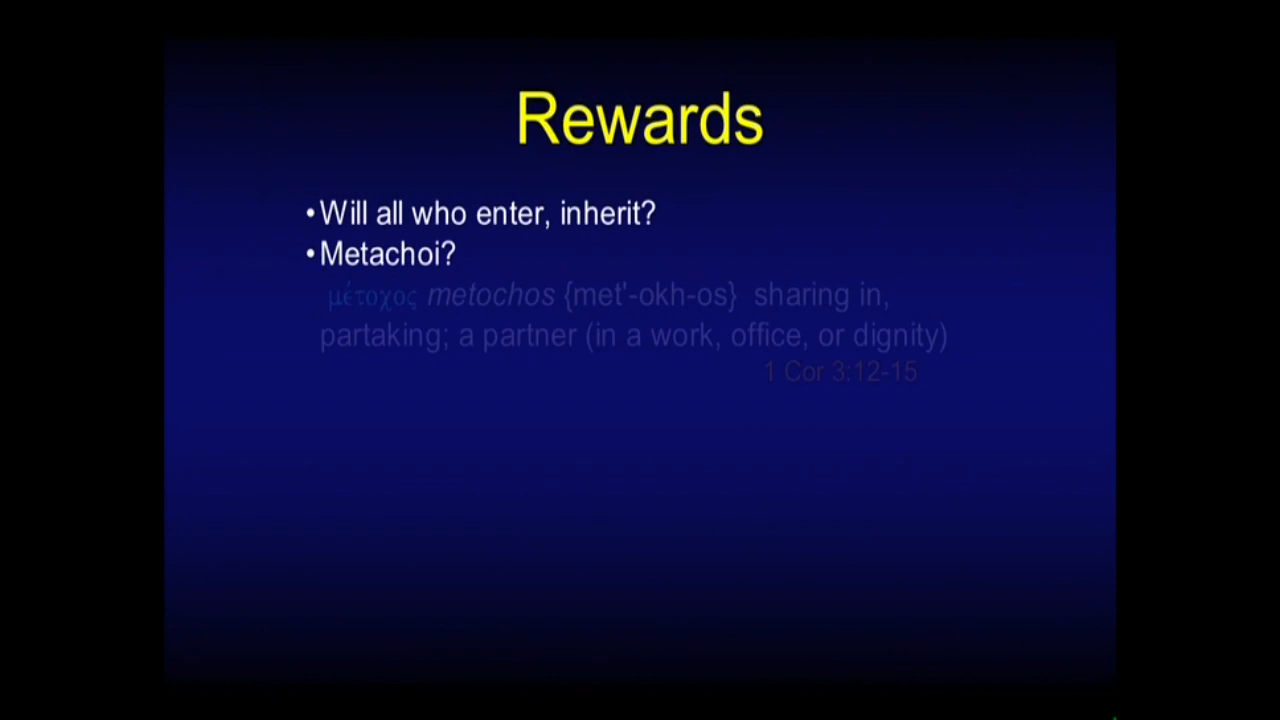 Rewards
•Will all who enter, inherit?
•Metachoi?
μέτοχος metochos {met'-okh-os} sharing in,
partaking; a partner (in a work, office, or dignity)
1 Cor 3:12-15